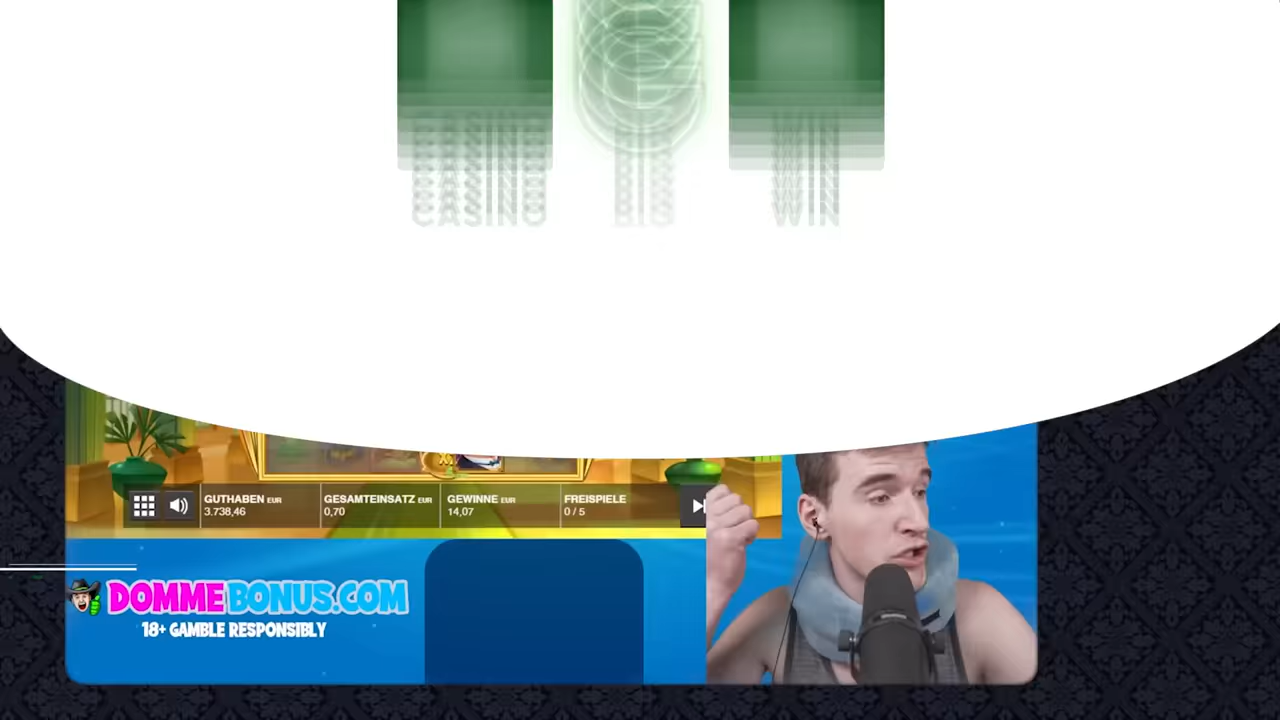 CASINO BIG WIN
GUTHABEN EUR GESAMTEINSATZ EUR GEWINNE EUR FREISPIELE
3.738,46 0,70 14,07 0 / 5
DOMMEBONUS.COM
18+ GAMBLE RESPONSIBLY